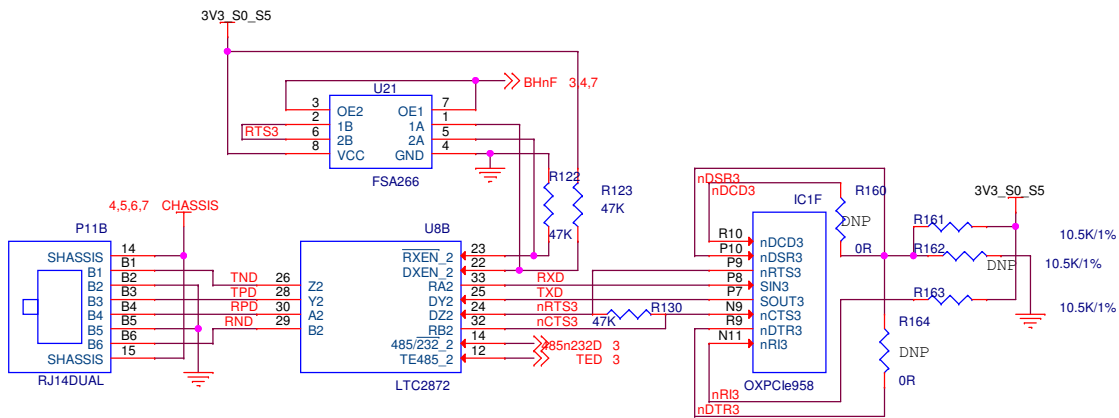 3V3_S0_S5
BHnF 3,4,7
U21
3 OE2 OE1 7
2 1B 1A 1
RTS3 6 2B 2A 5
8 VCC GND 4
FSA266
R122
47K
R123
47K
4,5,6,7 CHASSIS
P11B
SHASSIS 14
B1 B1
B2 B2
B3 B3
B4 B4
B5 B5
B6 B6
SHASSIS 15
RJ14DUAL
TND 26
TPD 28
RPD 30
RND 29
U8B
Z2 RXEN_2 23
DXEN_2 22
Y2 RA2 33 RXD
A2 DY2 25 TXD
B2 DZ2 24 nRTS3
RB2 32 nCTS3
485/232_2 14 485n232D 3
TE485_2 12 TED 3
LTC2872
R130
47K
nDSR3
nDCD3
R160
DNP
0R
IC1F
R10 nDCD3
P10 nDSR3
P9 nRTS3
P8 SIN3
P7 SOUT3
N9 nCTS3
R9 nDTR3
N11 nRI3
OXPCIe958
nRI3
nDTR3
3V3_S0_S5
R161
10.5K/1%
R162
DNP
10.5K/1%
R163
10.5K/1%
R164
DNP
0R